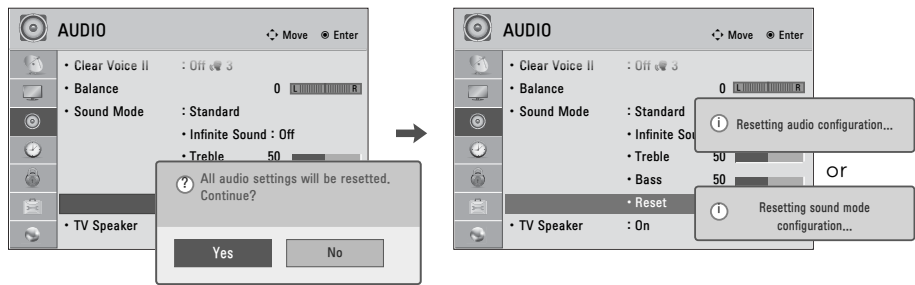 AUDIO
Move
Enter
• Clear Voice II : Off 3
• Balance 0 L R
• Sound Mode : Standard
• Infinite Sound : Off
• Treble 50
• TV Speaker
? All audio settings will be resetted.
Continue?
Yes
No
AUDIO
Move
Enter
• Clear Voice II : Off 3
• Balance 0 L R
• Sound Mode : Standard
• Infinite Sou
• Treble 50
• Bass 50
• Reset
• TV Speaker : On
i Resetting audio configuration...
or
i Resetting sound mode
configuration...